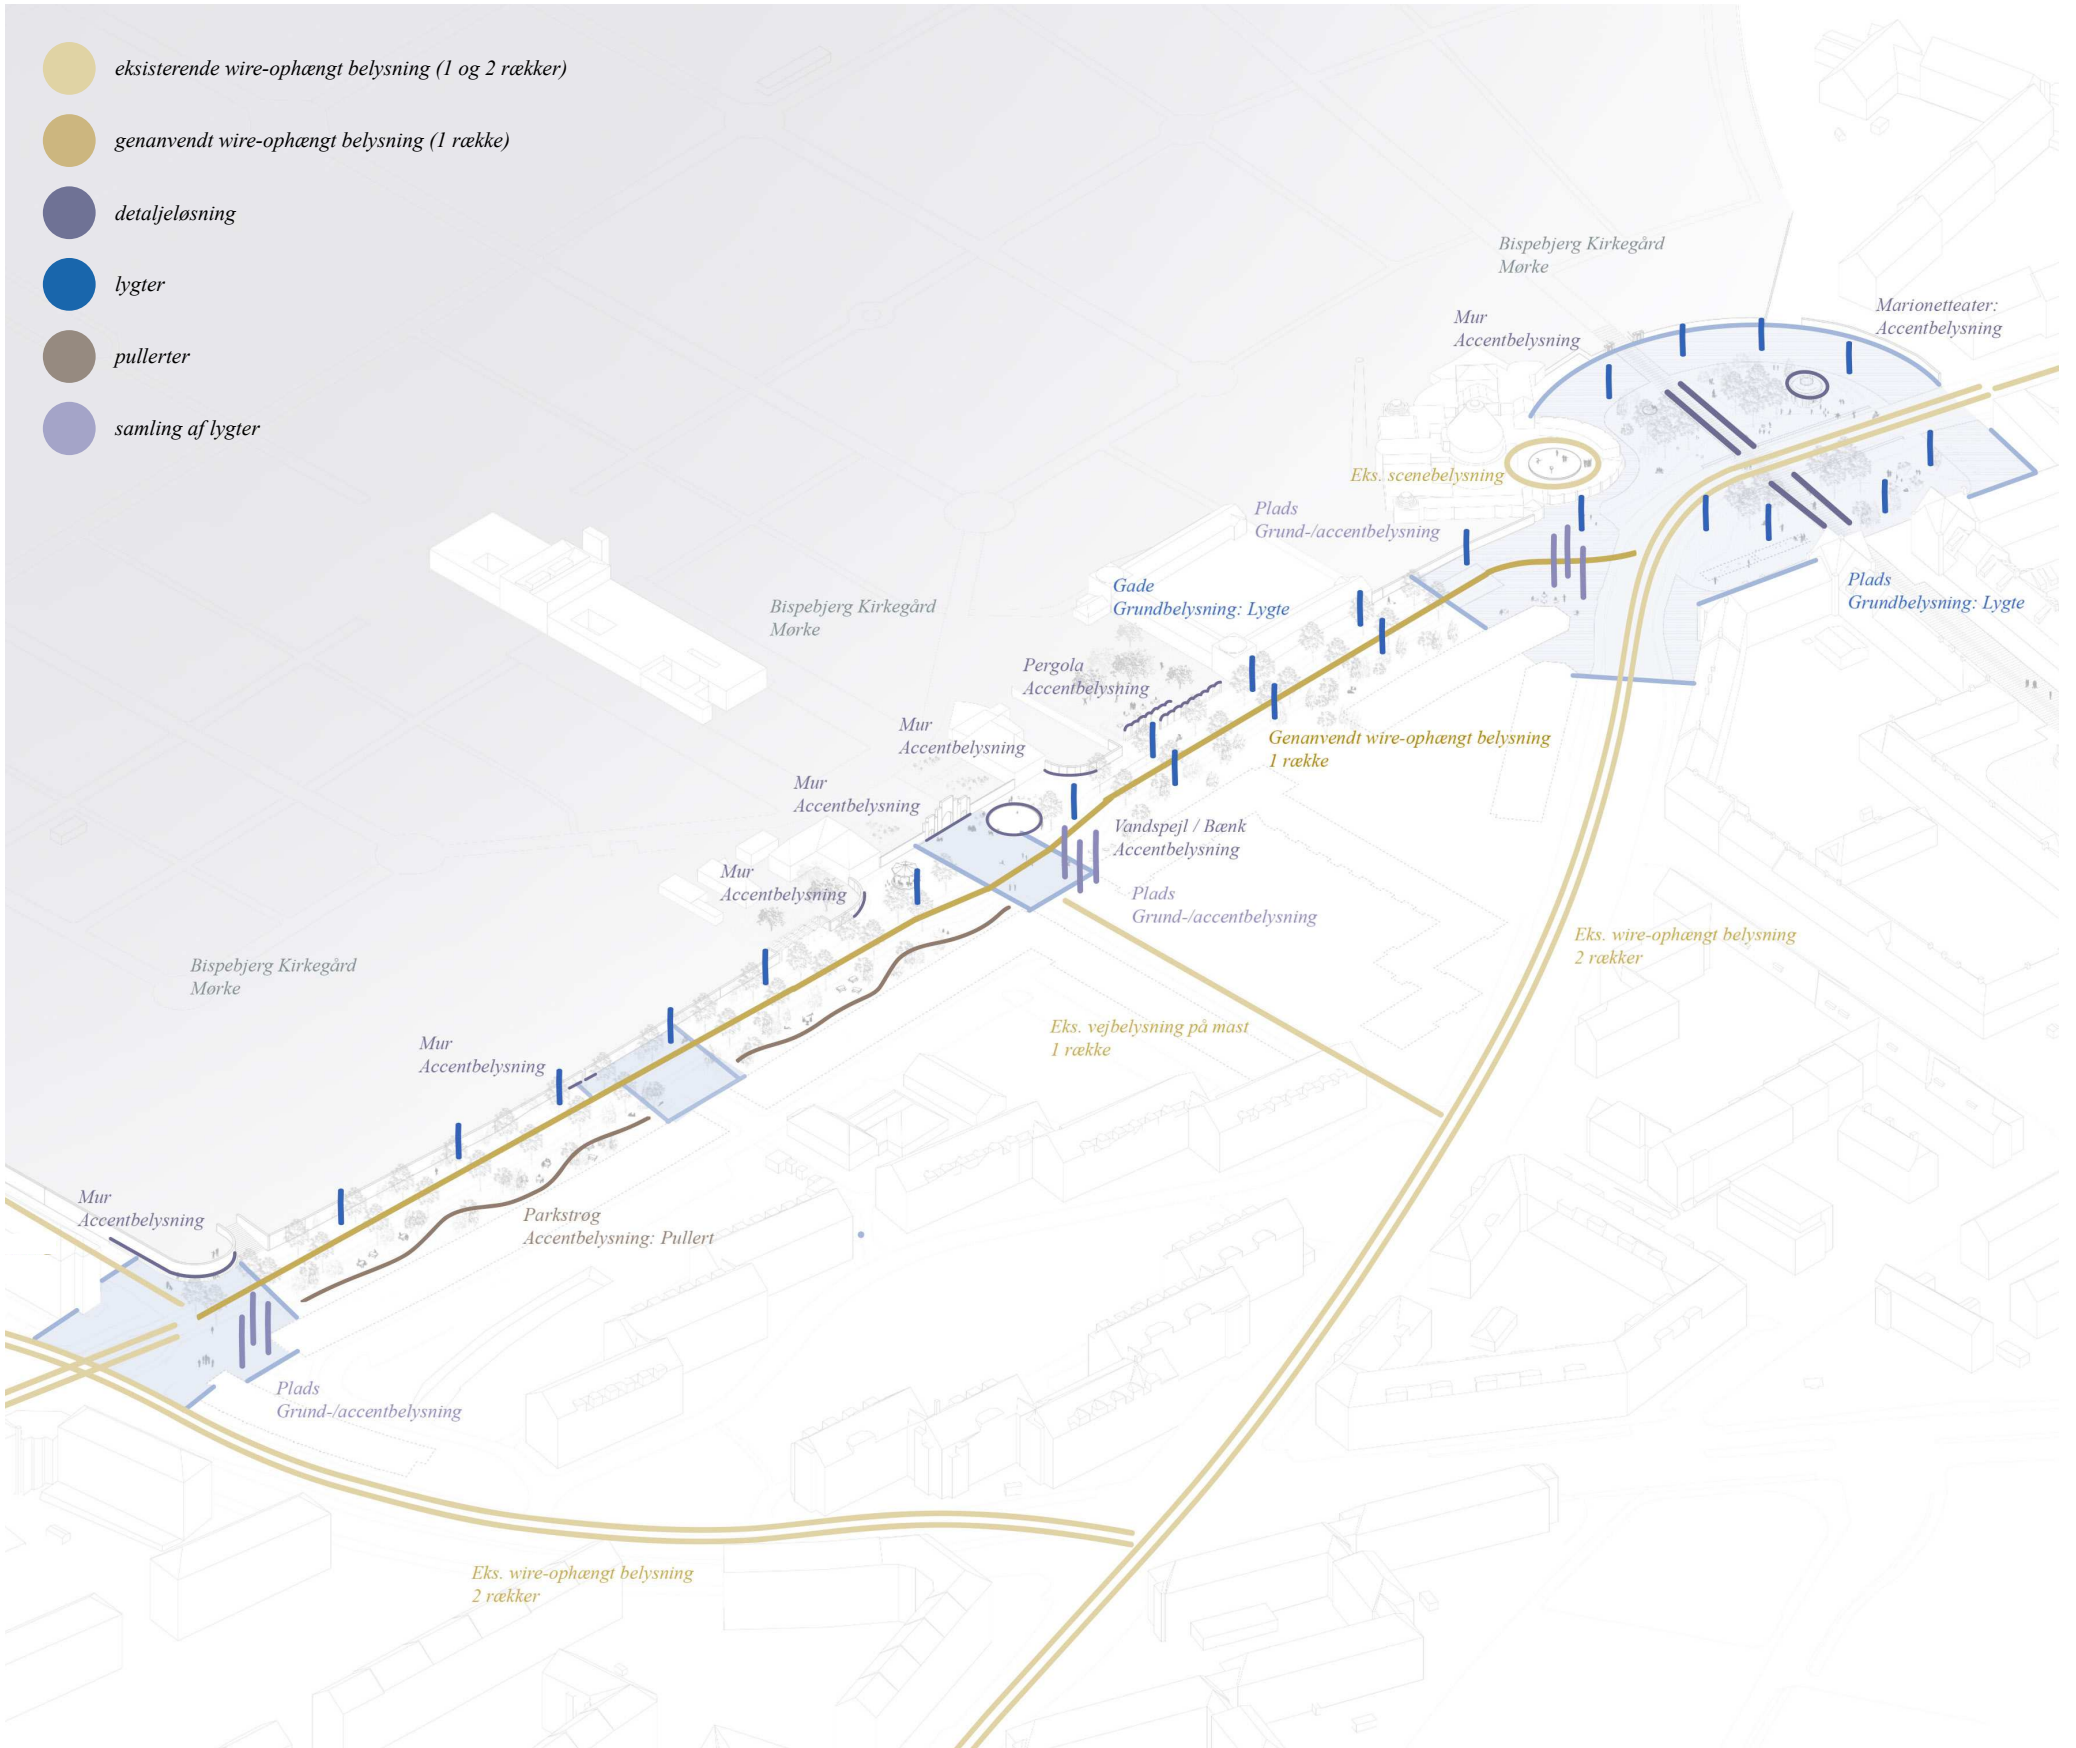 eksisterende wire-ophængt belysning (1 og 2 rækker)
genanvendt wire-ophængt belysning (1 række)
detaljeløsning
lygter
pullerter
samling af lygter
Bispebjerg Kirkegård
Mørke
Marionetteater:
Accentbelysning
Mur
Accentbelysning
Eks. scenebelysning
Plads
Grund-/accentbelysning
Gade
Grundbelysning: Lygte
Plads
Grundbelysning: Lygte
Bispebjerg Kirkegård
Mørke
Pergola
Accentbelysning
Mur
Accentbelysning
Genanvendt wire-ophængt belysning
1 række
Mur
Accentbelysning
Vandspejl / Bænk
Accentbelysning
Mur
Accentbelysning
Plads
Grund-/accentbelysning
Eks. wire-ophængt belysning
2 rækker
Bispebjerg Kirkegård
Mørke
Eks. vejbelysning på mast
1 række
Mur
Accentbelysning
Mur
Accentbelysning
Parkstrøg
Accentbelysning: Pullert
Plads
Grund-/accentbelysning
Eks. wire-ophængt belysning
2 rækker